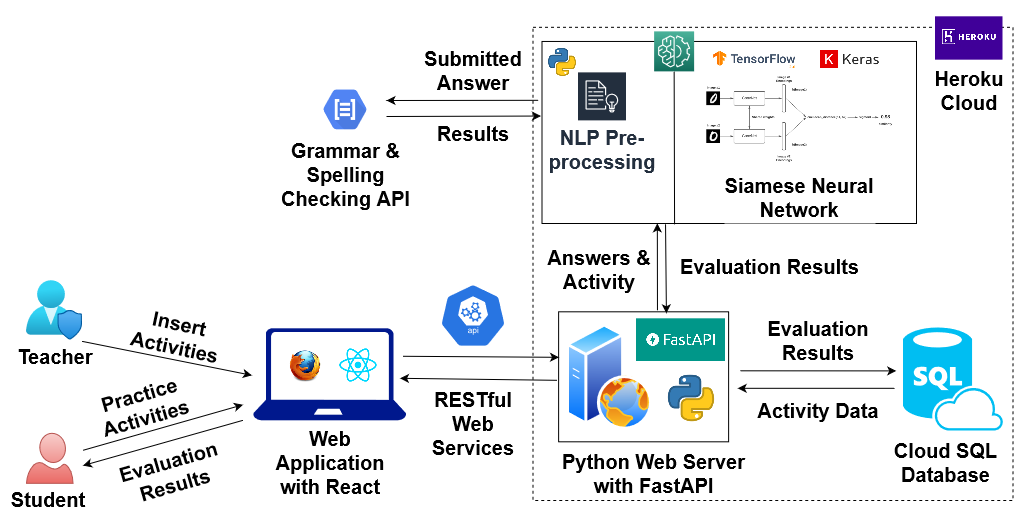 HEROKU
Heroku
Cloud
Submitted
Answer
Results
Grammar &
Spelling
Checking API
NLP Pre-
processing
TensorFlow
Keras
Siamese Neural
Network
Answers &
Activity
Evaluation Results
Teacher
Insert
Activities
Practice
Activities
Evaluation
Results
Student
Web
Application
with React
api
RESTful
Web
Services
FastAPI
Python Web Server
with FastAPI
Evaluation
Results
Activity Data
SQL
Cloud SQL
Database